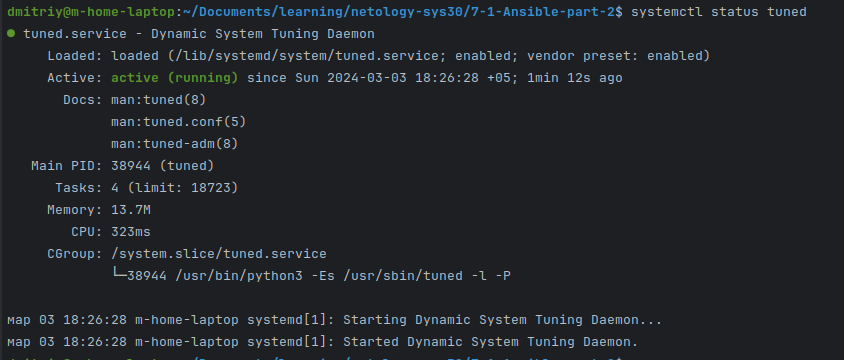 dmitriy@m-home-laptop:~/Documents/learning/netology-sys30/7-1-Ansible-part-2$ systemctl status tuned
● tuned.service - Dynamic System Tuning Daemon
     Loaded: loaded (/lib/systemd/system/tuned.service; enabled; vendor preset: enabled)
     Active: active (running) since Sun 2024-03-03 18:26:28 +05; 1min 12s ago
       Docs: man:tuned(8)
             man:tuned.conf(5)
             man:tuned-adm(8)
   Main PID: 38944 (tuned)
      Tasks: 4 (limit: 18723)
     Memory: 13.7M
        CPU: 323ms
     CGroup: /system.slice/tuned.service
             └─38944 /usr/bin/python3 -Es /usr/sbin/tuned -l -P
мар 03 18:26:28 m-home-laptop systemd[1]: Starting Dynamic System Tuning Daemon...
мар 03 18:26:28 m-home-laptop systemd[1]: Started Dynamic System Tuning Daemon.